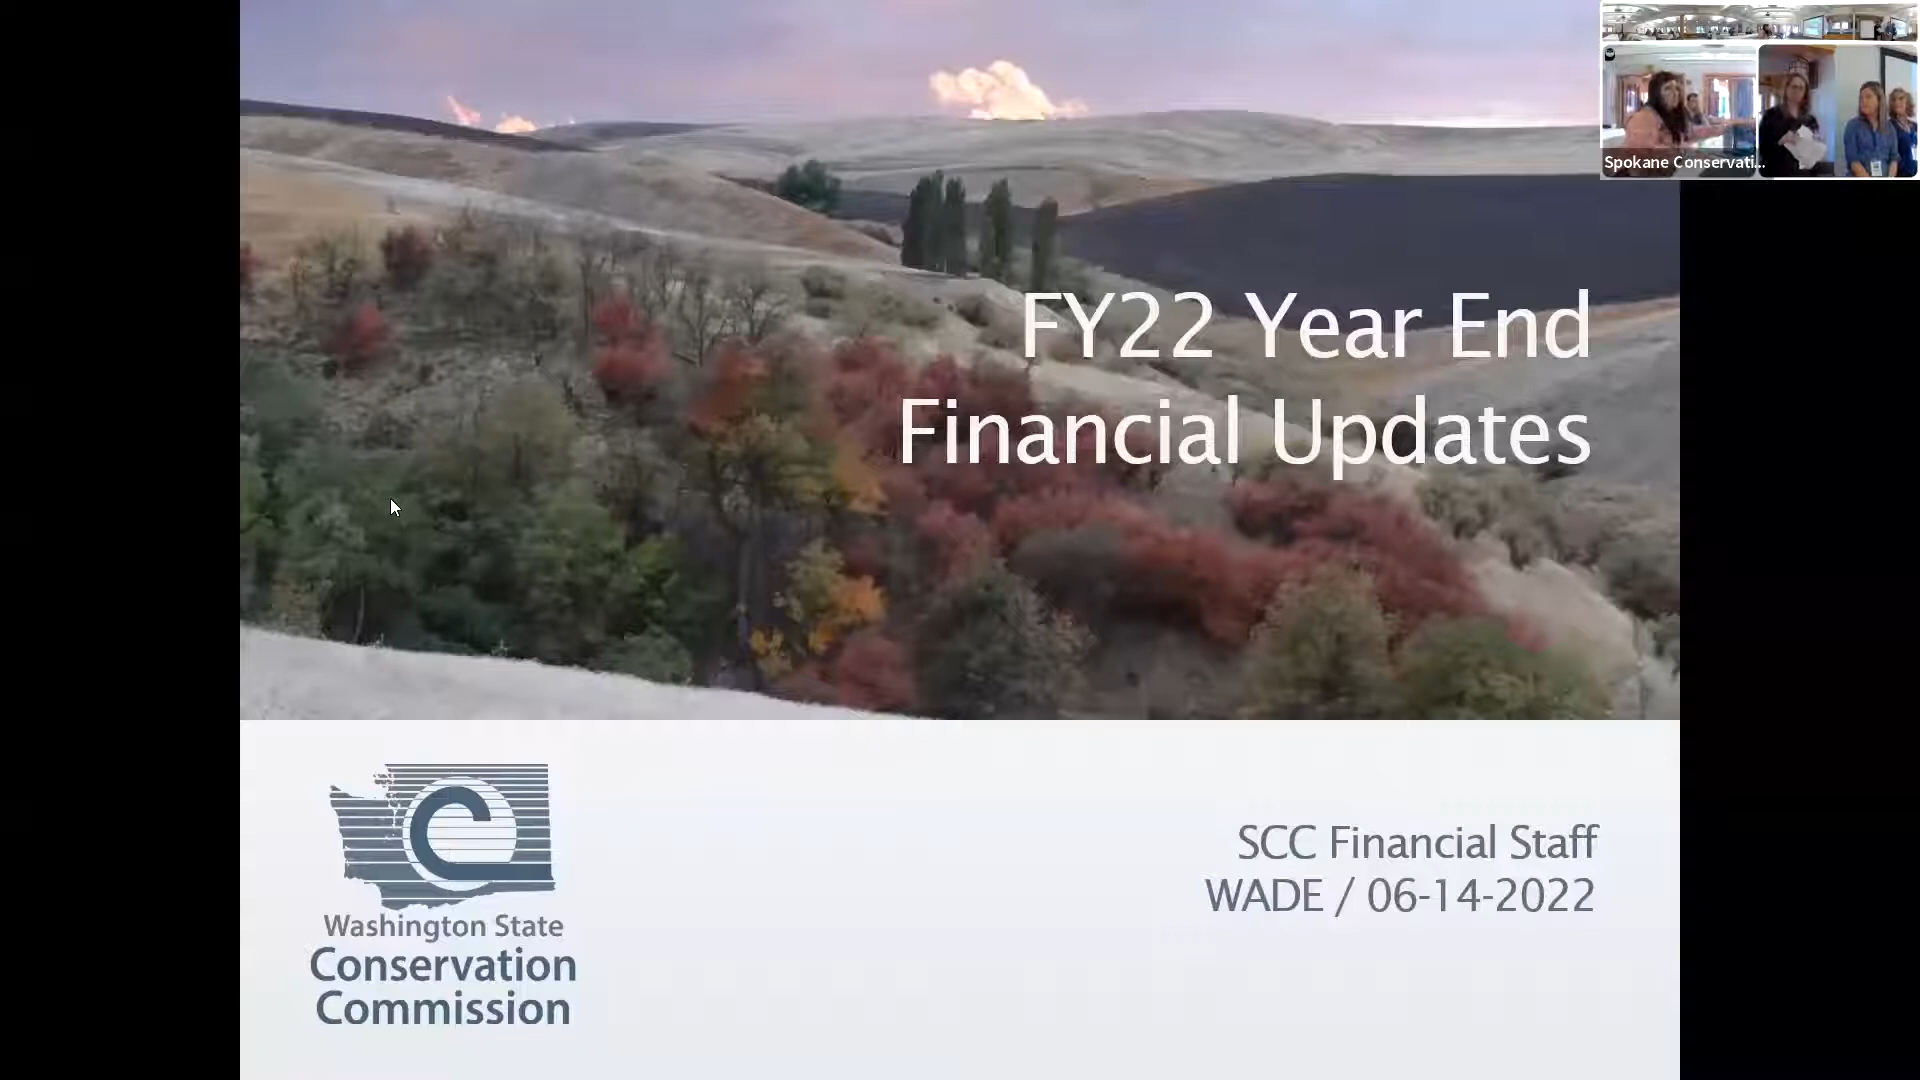 Spokane Conservati...
FY22 Year End
Financial Updates
SCC Financial Staff
WADE / 06-14-2022
Washington State
Conservation
Commission